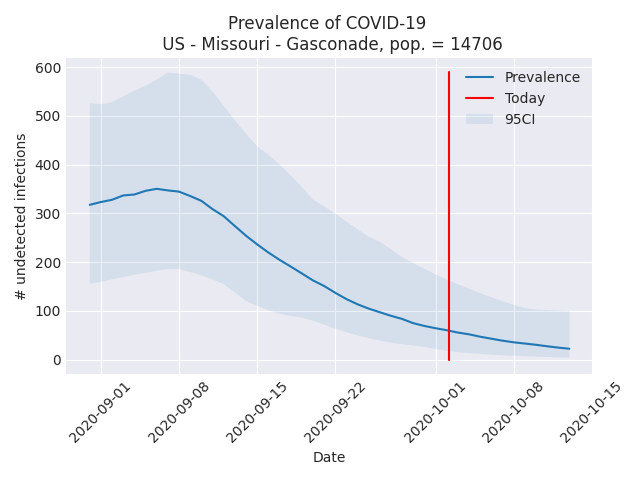 Prevalence of COVID-19
US - Missouri - Gasconade, pop. = 14706
600
500
400
300
200
100
0
# undetected infections
Prevalence
Today
95CI
2020-09-01
2020-09-08
2020-09-15
2020-09-22
2020-10-01
2020-10-08
2020-10-15
Date